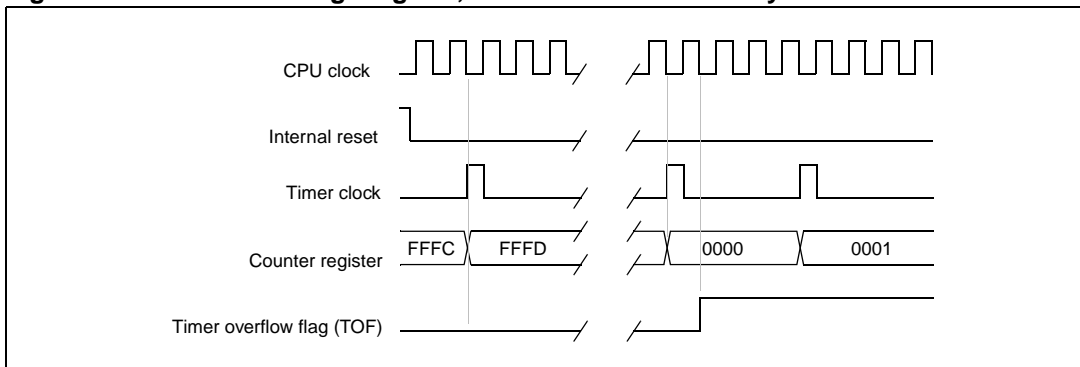 CPU clock
Internal reset
Timer clock
FFFC FFFD 0000 0001
Counter register
Timer overflow flag (TOF)